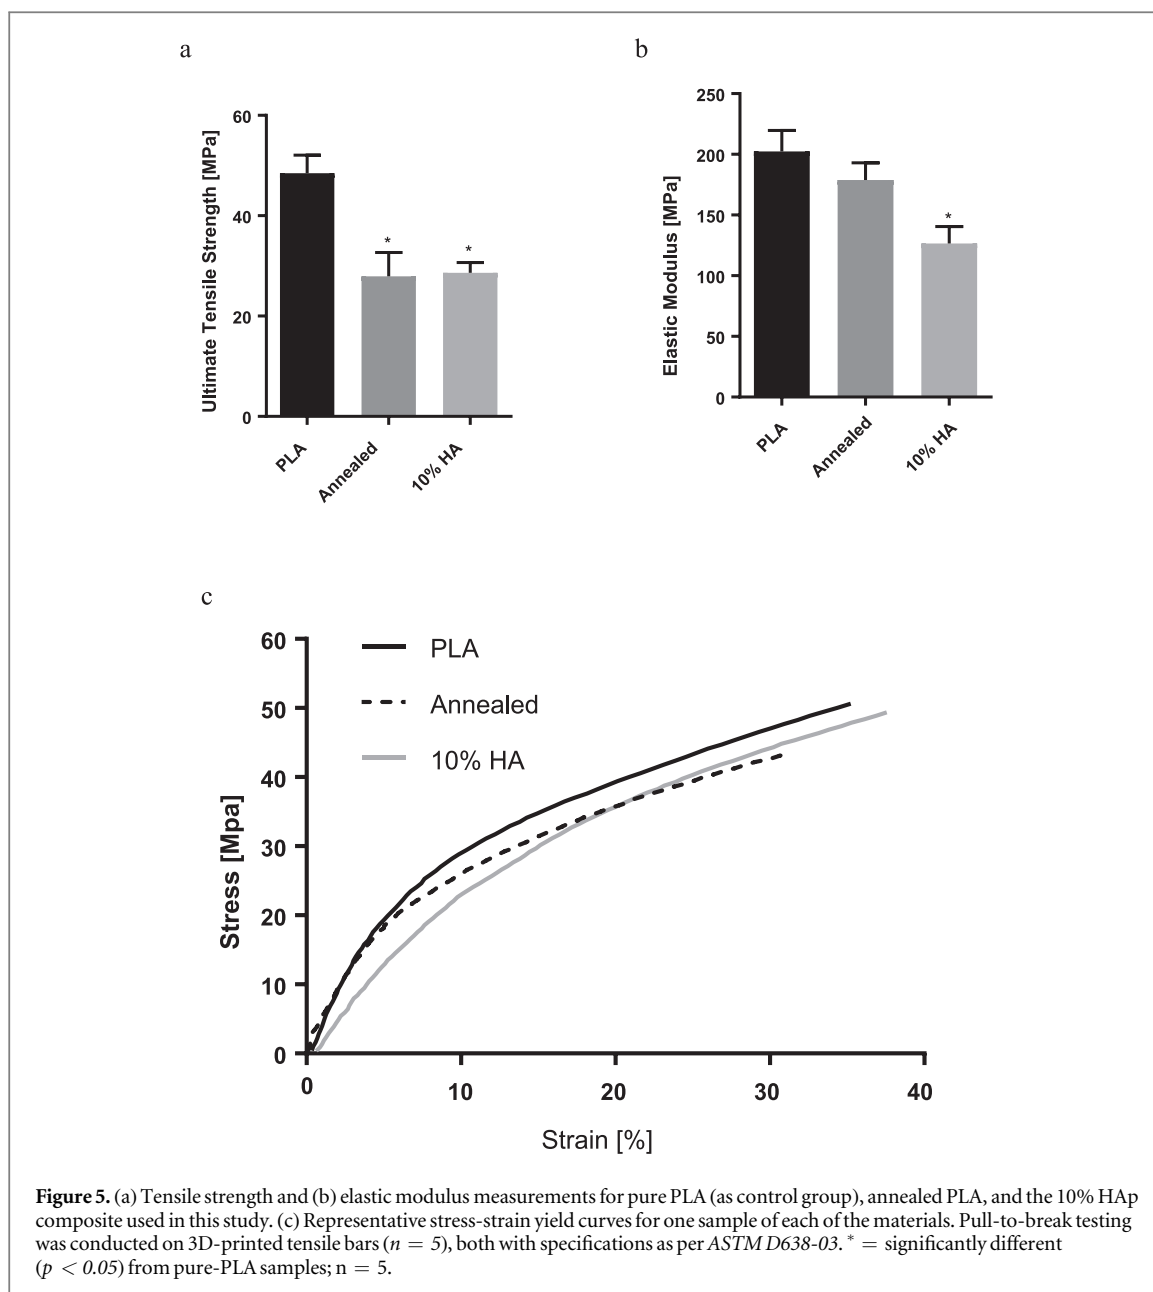 a
Ultimate Tensile Strength [MPa]
60
40
20
0
*
*
PLA
Annealed
10% HA
b
Elastic Modulus [MPa]
250
200
150
100
50
0
*
PLA
Annealed
10% HA
c
Stress [Mpa]
60
50
40
30
20
10
0
PLA
Annealed
10% HA
0
10
20
30
40
Strain [%]
Figure 5. (a) Tensile strength and (b) elastic modulus measurements for pure PLA (as control group), annealed PLA, and the 10% HAp
composite used in this study. (c) Representative stress-strain yield curves for one sample of each of the materials. Pull-to-break testing
was conducted on 3D-printed tensile bars (n = 5), both with specifications as per ASTM D638-03. * = significantly different
(p < 0.05) from pure-PLA samples; n = 5.